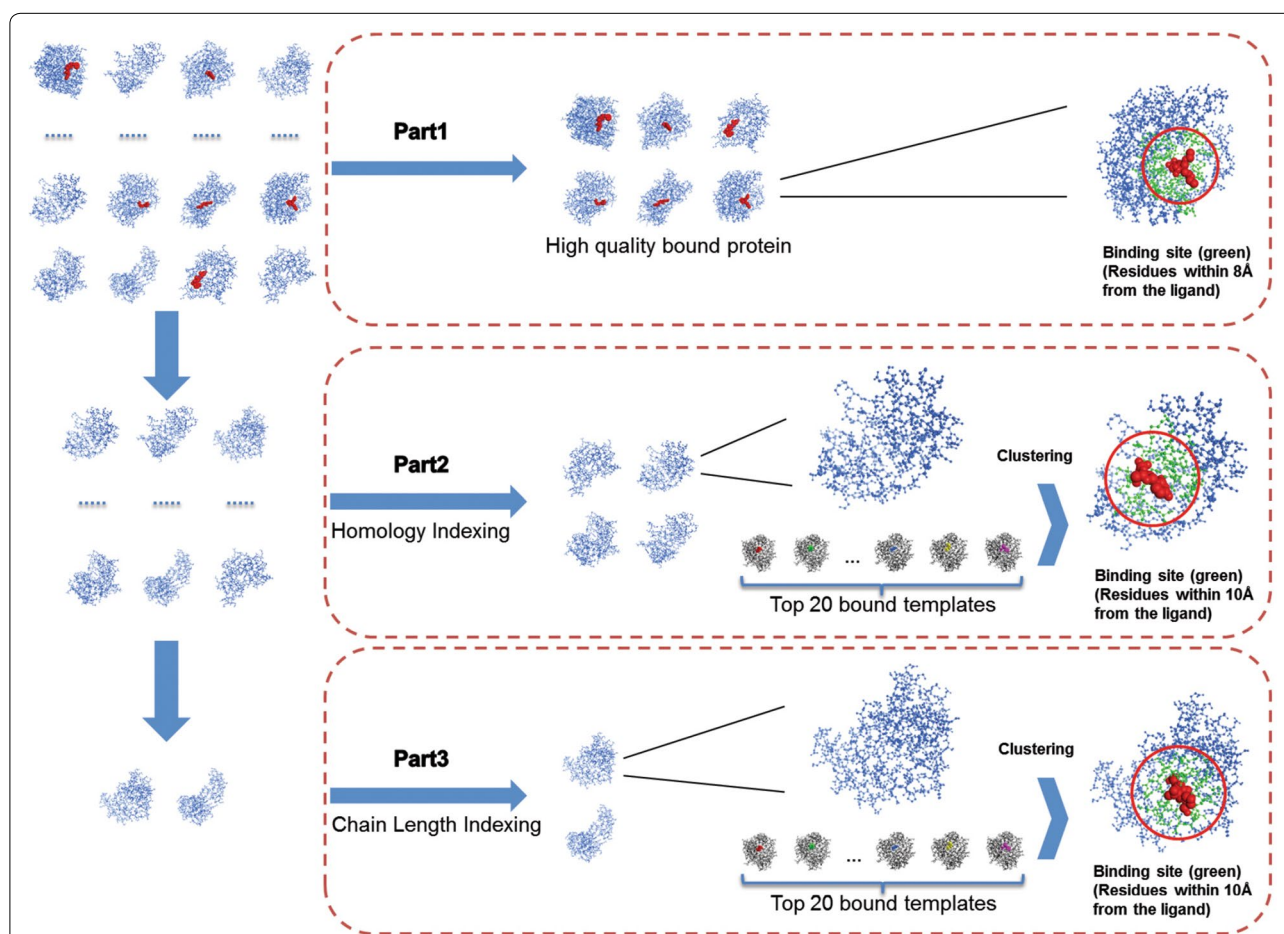 Part1
High quality bound protein
Binding site (green)
(Residues within 8Å
from the ligand)
Part2
Homology Indexing
Clustering
...
Top 20 bound templates
Binding site (green)
(Residues within 10Å
from the ligand)
Part3
Chain Length Indexing
Clustering
...
Top 20 bound templates
Binding site (green)
(Residues within 10Å
from the ligand)